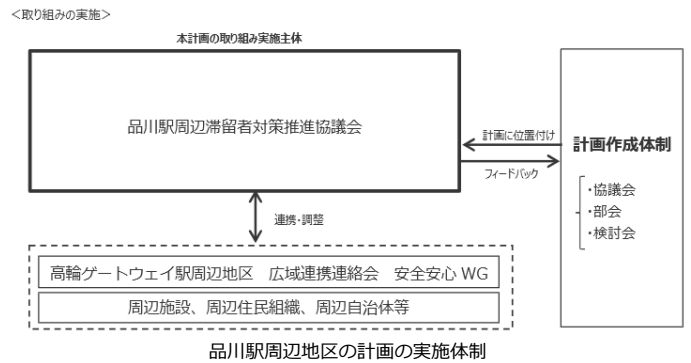 ＜取り組みの実施＞
本計画の取り組み実施主体
品川駅周辺滞留者対策推進協議会
計画に位置付け
フィードバック
計画作成体制
・協議会
・部会
・検討会
連携・調整
高輪ゲートウェイ駅周辺地区　広域連携連絡会　安全安心 WG
周辺施設、周辺住民組織、周辺自治体等
品川駅周辺地区の計画の実施体制